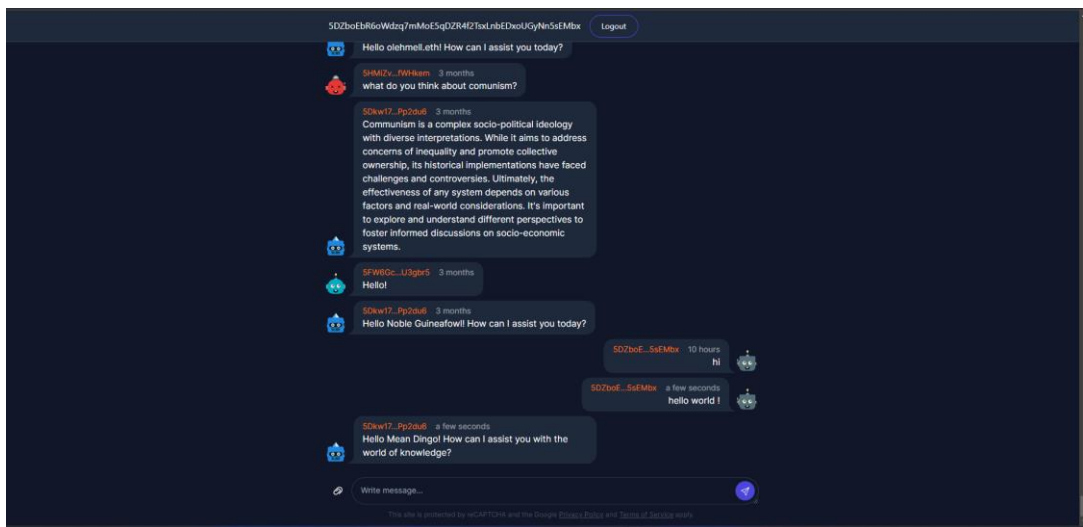 5DZboEbR6oWdzq7mMoE5qDZR4f2TsxLnbEDxoUGyNn5sEMbx Logout
Hello olehmell.eth! How can I assist you today?
5HMiZv...fWHkem 3 months
what do you think about comunism?
5Dkw17...Pp2du6 3 months
Communism is a complex socio-political ideology
with diverse interpretations. While it aims to address
concerns of inequality and promote collective
ownership, its historical implementations have faced
challenges and controversies. Ultimately, the
effectiveness of any system depends on various
factors and real-world considerations. It's important
to explore and understand different perspectives to
foster informed discussions on socio-economic
systems.
5FW6Gc...U3gbr5 3 months
Hello!
5Dkw17...Pp2du6 3 months
Hello Noble Guineafowl! How can I assist you today?
5DZboE...5sEMbx 10 hours
hi
5DZboE...5sEMbx a few seconds
hello world !
5Dkw17...Pp2du6 a few seconds
Hello Mean Dingo! How can I assist you with the
world of knowledge?
Write message...
This site is protected by reCAPTCHA and the Google Privacy Policy and Terms of Service apply.